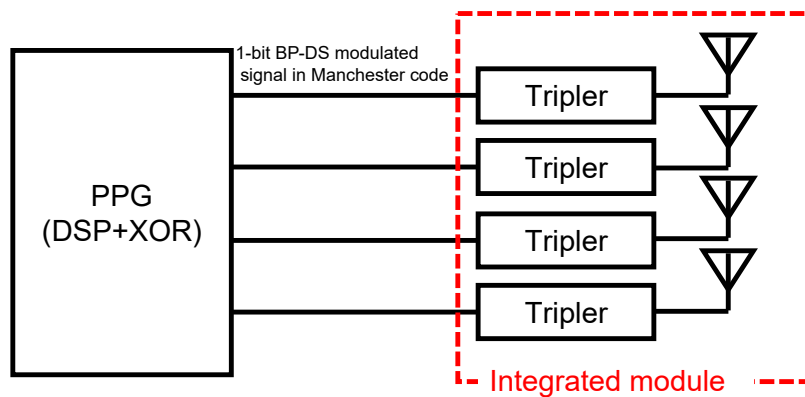 1-bit BP-DS modulated
signal in Manchester code
PPG
(DSP+XOR)
Tripler
Tripler
Tripler
Tripler
Integrated module